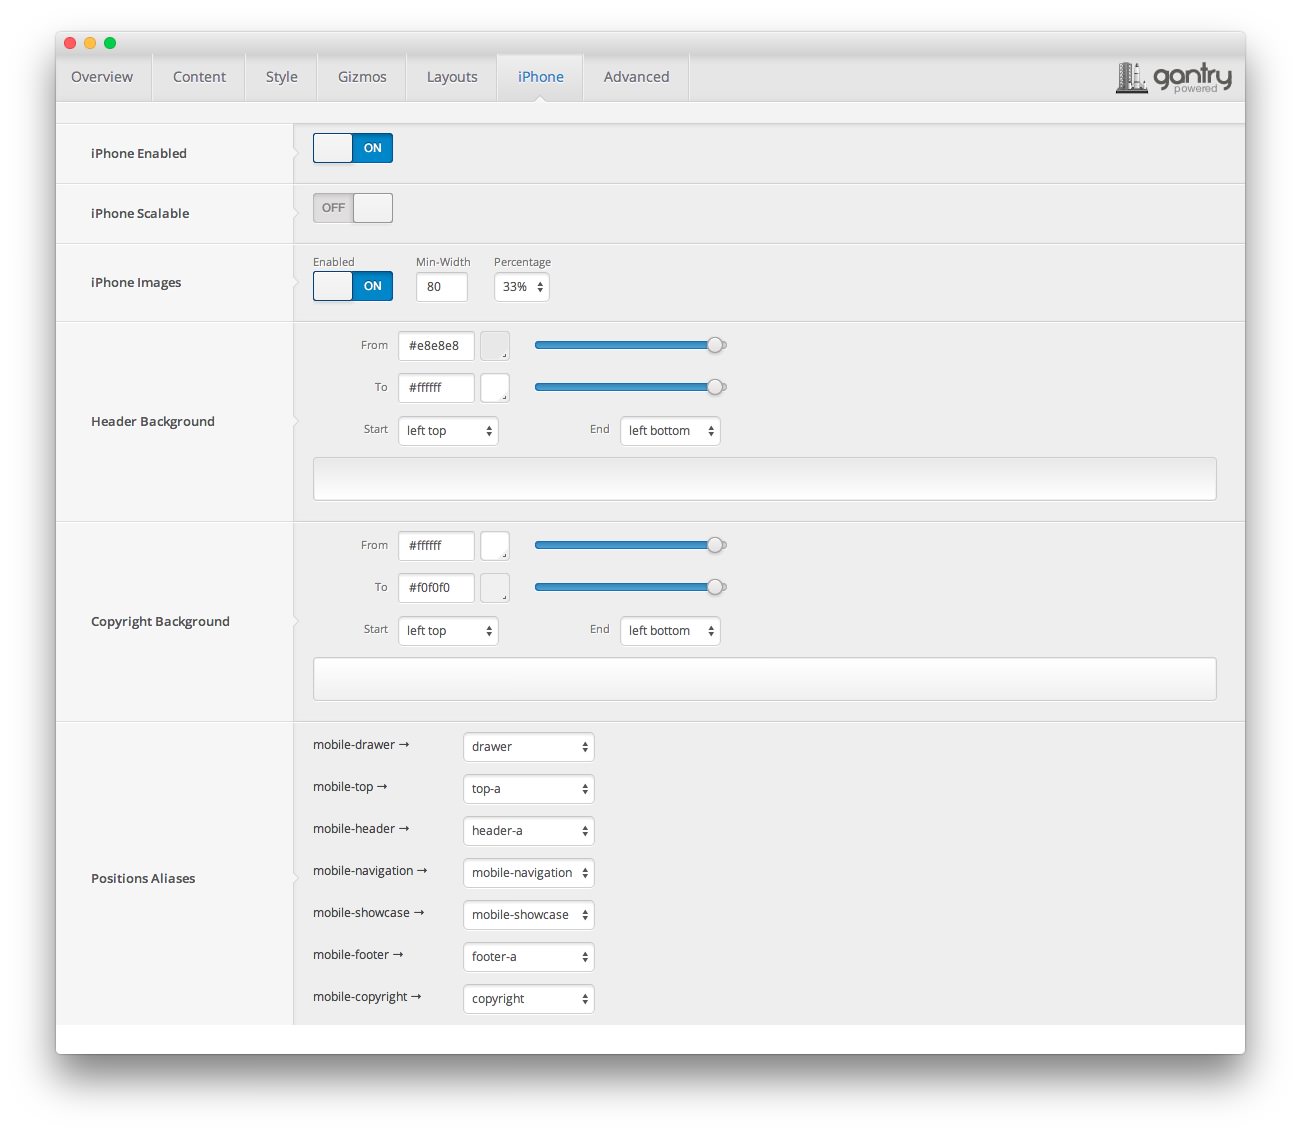 Overview Content Style Gizmos Layouts iPhone Advanced
gantry
powered
iPhone Enabled ON
iPhone Scalable OFF
Enabled Min-Width Percentage
iPhone Images ON 80 33%
From #e8e8e8
To #ffffff
Header Background
Start left top End left bottom
From #ffffff
To #f0f0f0
Copyright Background
Start left top End left bottom
mobile-drawer → drawer
mobile-top → top-a
mobile-header → header-a
Positions Aliases
mobile-navigation → mobile-navigation
mobile-showcase → mobile-showcase
mobile-footer → footer-a
mobile-copyright → copyright